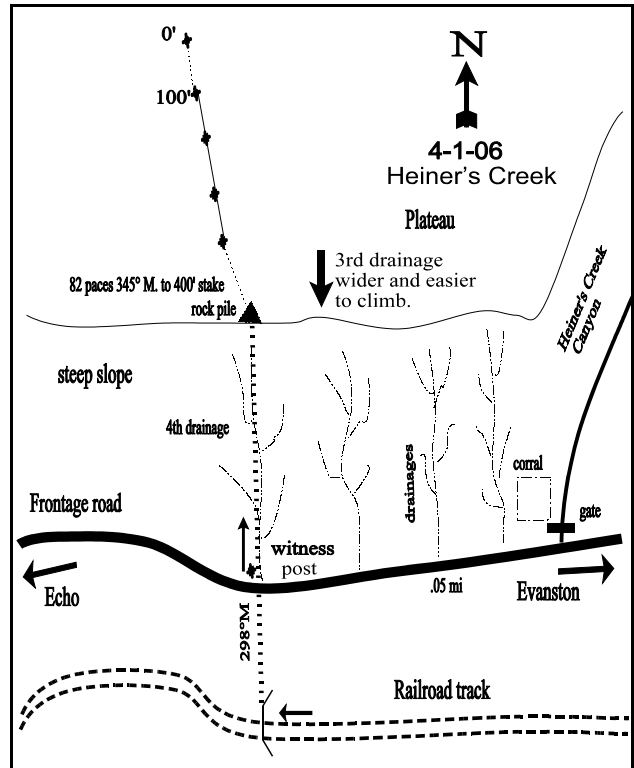 0'
N
100'
4-1-06
Heiner's Creek
Plateau
3rd drainage
wider and easier
to climb.
82 paces 345° M. to 400' stake
rock pile
Heiner's Creek
Canyon
steep slope
4th drainage
drainages
corral
Frontage road
gate
witness
post
Echo
.05 mi
Evanston
298°M
Railroad track